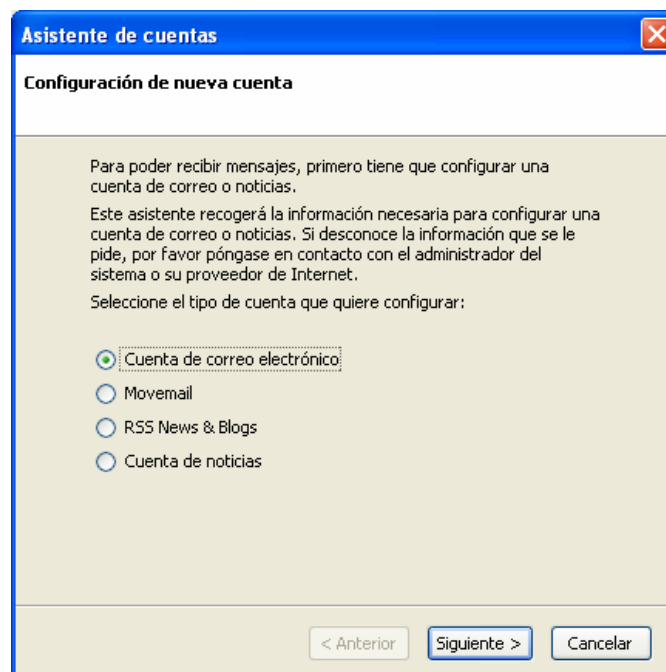 Asistente de cuentas
Configuración de nueva cuenta
Para poder recibir mensajes, primero tiene que configurar una
cuenta de correo o noticias.
Este asistente recogerá la información necesaria para configurar una
cuenta de correo o noticias. Si desconoce la información que se le
pide, por favor póngase en contacto con el administrador del
sistema o su proveedor de Internet.
Seleccione el tipo de cuenta que quiere configurar:
Cuenta de correo electrónico
Movemail
RSS News & Blogs
Cuenta de noticias
< Anterior Siguiente > Cancelar